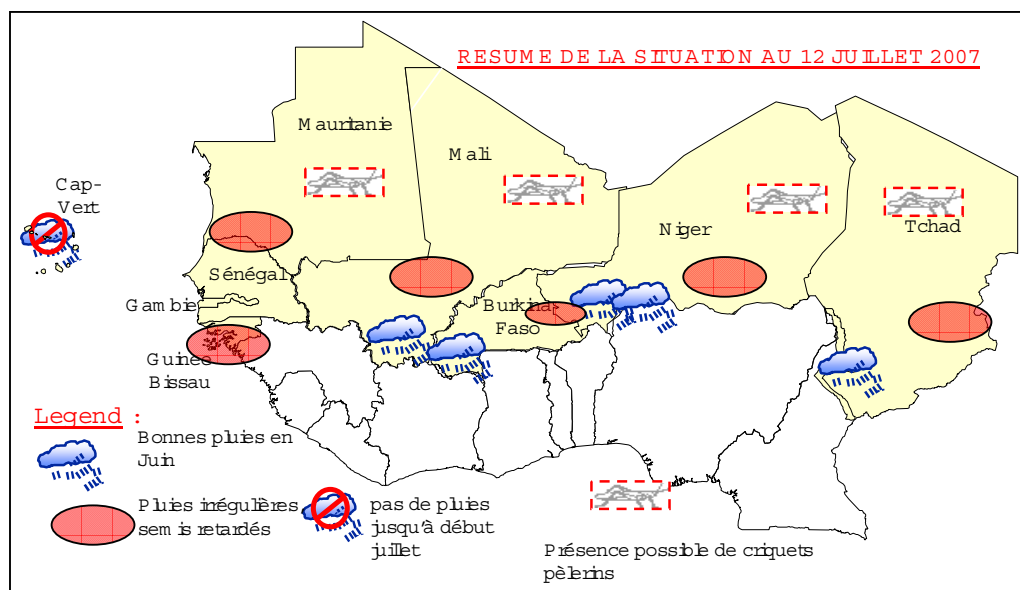 RESUME DE LA SITUATION AU 12 JUILLET 2007
Mauritanie
Mali
Cap-
Vert
Niger
Tchad
Sénégal
Gambie
Burkina-
Faso
Guinée
Bissau
Legend :
Bonnes pluies en
Juin
Pluies irrégulières
semis retardés
pas de pluies
jusqu'à début
juillet
Présence possible de criquets
pèlerins